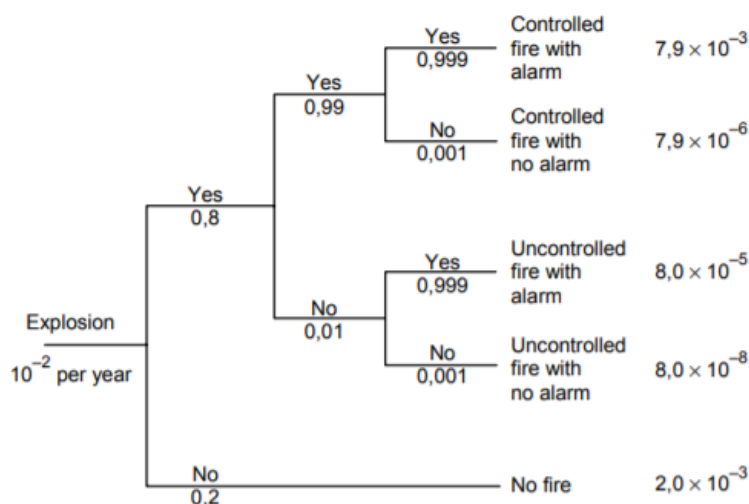 Yes
0,999
Controlled
fire with
alarm
7,9 × 10⁻³
Yes
0,99
No
0,001
Controlled
fire with
no alarm
7,9 × 10⁻⁶
Yes
0,8
Yes
0,999
Uncontrolled
fire with
alarm
8,0 × 10⁻⁵
No
0,01
Explosion
10⁻² per year
No
0,001
Uncontrolled
fire with
no alarm
8,0 × 10⁻⁸
No
0,2
No fire
2,0 × 10⁻³